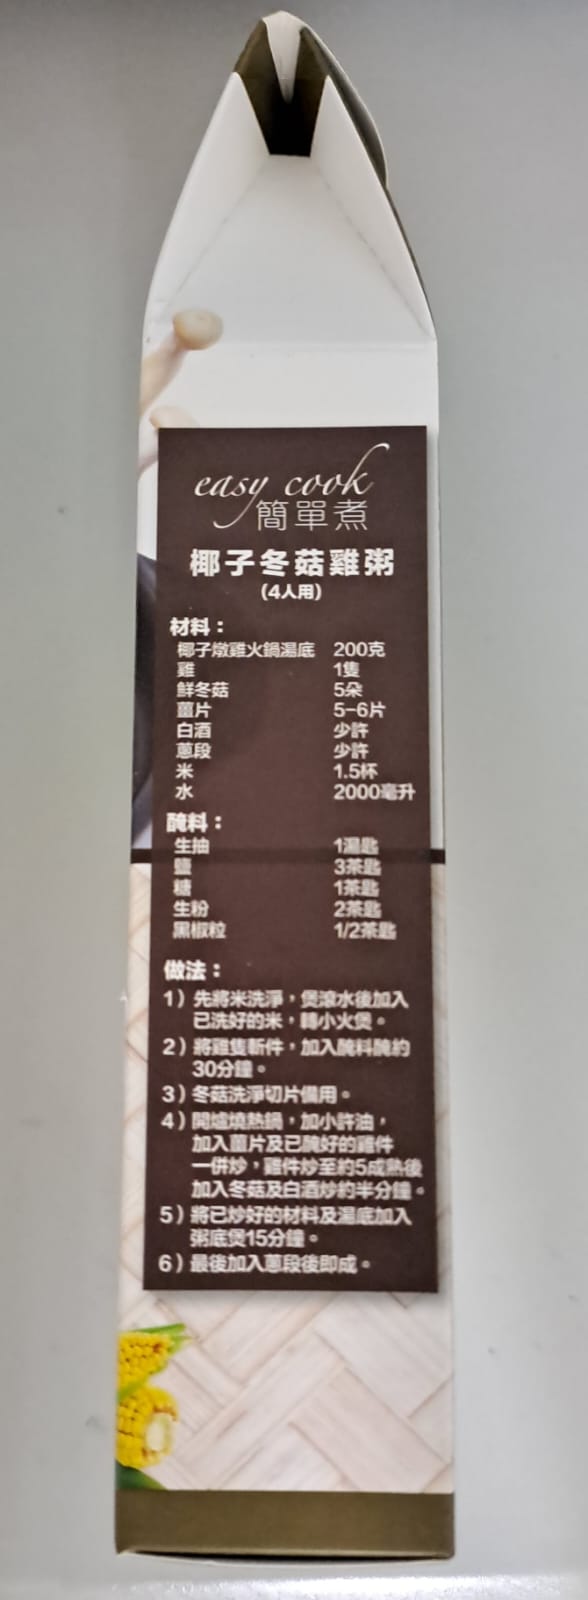 easy cook
簡單煮
椰子冬菇雞粥
(4人用)
材料：
椰子燉雞火鍋湯底 200克
雞 1隻
鮮冬菇 5朵
薑片 5-6片
白酒 少許
蔥段 少許
米 1.5杯
水 2000毫升
醃料：
生抽 1湯匙
鹽 3茶匙
糖 1茶匙
生粉 2茶匙
黑椒粒 1/2茶匙
做法：
1）先將米洗淨，煲滾水後加入
已洗好的米，轉小火煲。
2）將雞隻斬件，加入醃料醃約
30分鐘。
3）冬菇洗淨切片備用。
4）開爐燒熱鍋，加小許油，
加入薑片及已醃好的雞件
一併炒，雞件炒至約5成熟後
加入冬菇及白酒炒約半分鐘。
5）將已炒好的材料及湯底加入
粥底煲15分鐘。
6）最後加入蔥段後即成。